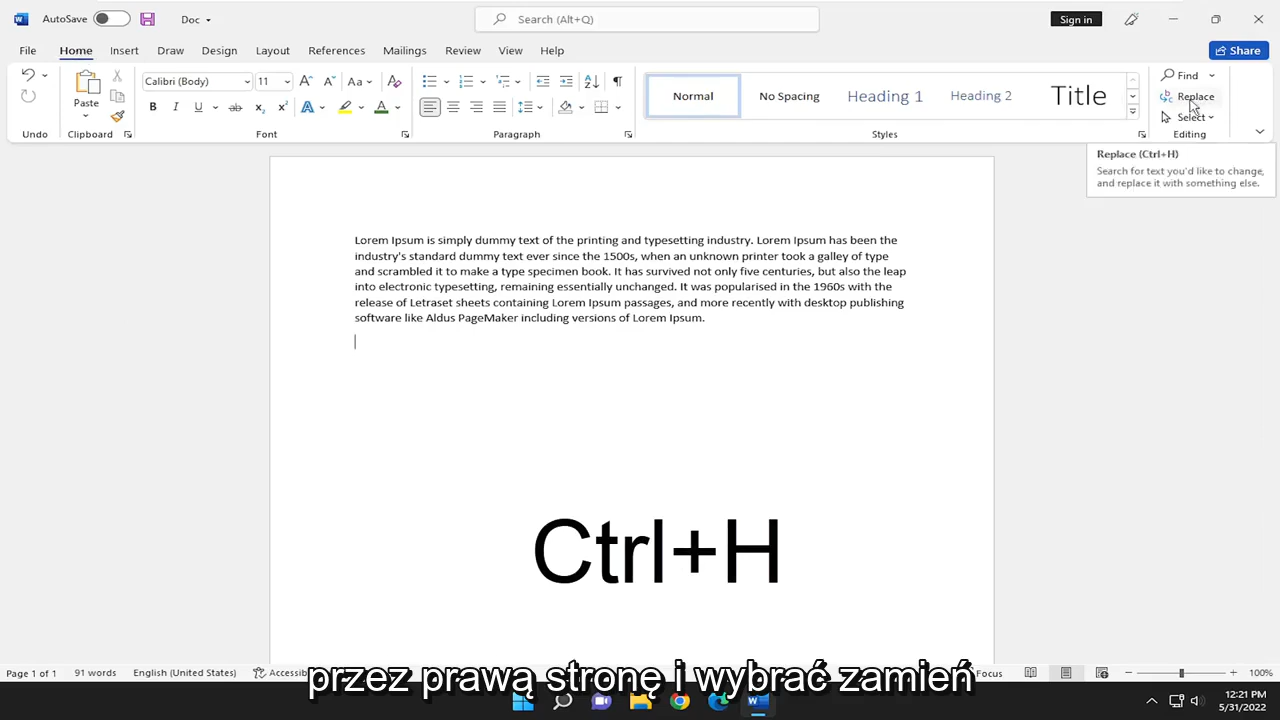 AutoSave
Doc
Search (Alt+Q)
Sign in
File Home Insert Draw Design Layout References Mailings Review View Help
Share
Paste
Calibri (Body) 11
Aa
B I U ab x₂ x² A A
Normal No Spacing Heading 1 Heading 2 Title
Find
Replace
Select
Undo Clipboard Font Paragraph Styles Editing
Replace (Ctrl+H)
Search for text you'd like to change,
and replace it with something else.
Lorem Ipsum is simply dummy text of the printing and typesetting industry. Lorem Ipsum has been the
industry's standard dummy text ever since the 1500s, when an unknown printer took a galley of type
and scrambled it to make a type specimen book. It has survived not only five centuries, but also the leap
into electronic typesetting, remaining essentially unchanged. It was popularised in the 1960s with the
release of Letraset sheets containing Lorem Ipsum passages, and more recently with desktop publishing
software like Aldus PageMaker including versions of Lorem Ipsum.
Ctrl+H
Page 1 of 1 91 words English (United States) Focus 100%
przez prawą stronę i wybrać zamień
12:21 PM
5/31/2022